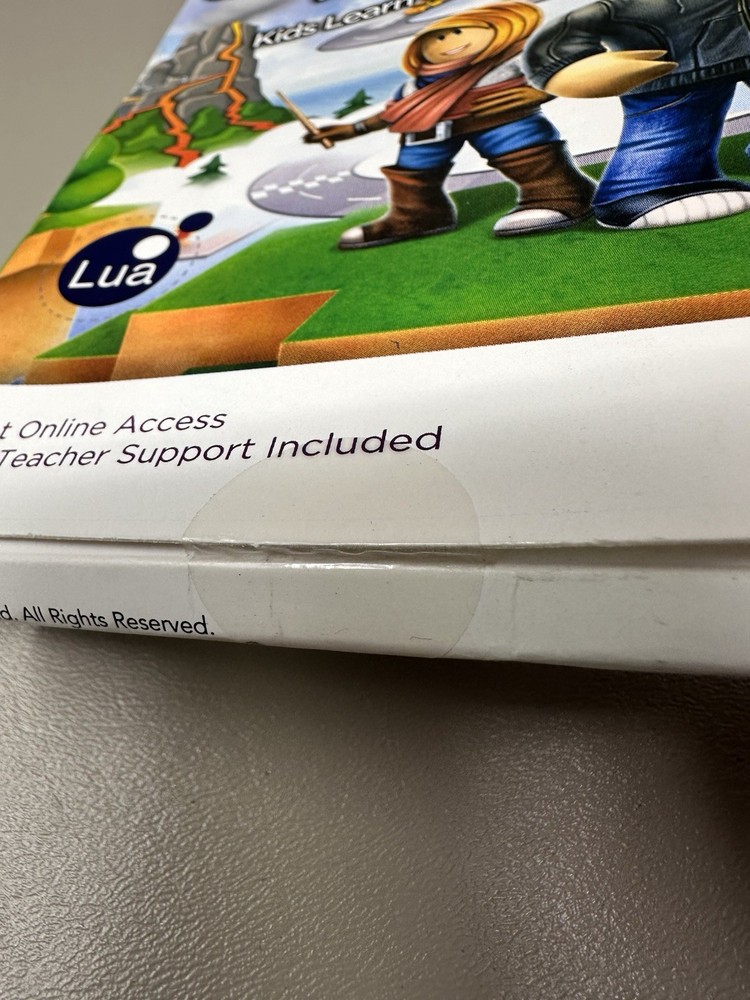 Kids Learn
Lua
t Online Access
Teacher Support Included
d. All Rights Reserved.